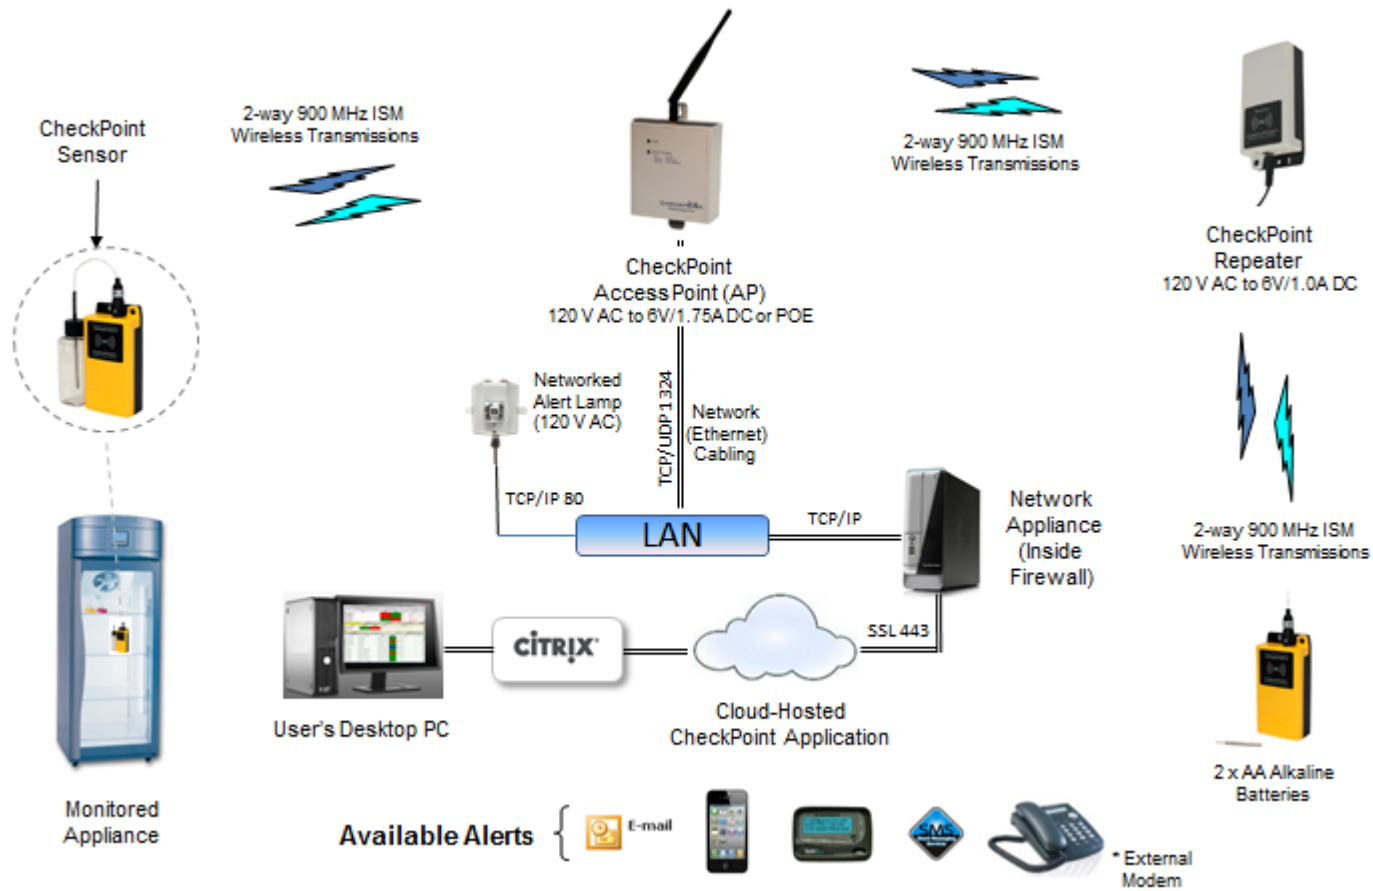 CheckPoint
Sensor
2-way 900 MHz ISM
Wireless Transmissions
2-way 900 MHz ISM
Wireless Transmissions
CheckPoint
Repeater
120 V AC to 6V/1.0A DC
CheckPoint
AccessPoint (AP)
120 V AC to 6V/1.75A DC or POE
Networked
Alert Lamp
(120 V AC)
TCP/UDP 1324
Network
(Ethernet)
Cabling
TCP/IP 80
LAN
TCP/IP
Network
Appliance
(Inside
Firewall)
2-way 900 MHz ISM
Wireless Transmissions
SSL 443
CITRIX
User's Desktop PC
Cloud-Hosted
CheckPoint Application
2 x AA Alkaline
Batteries
Monitored
Appliance
Available Alerts
E-mail
SMS
* External
Modem